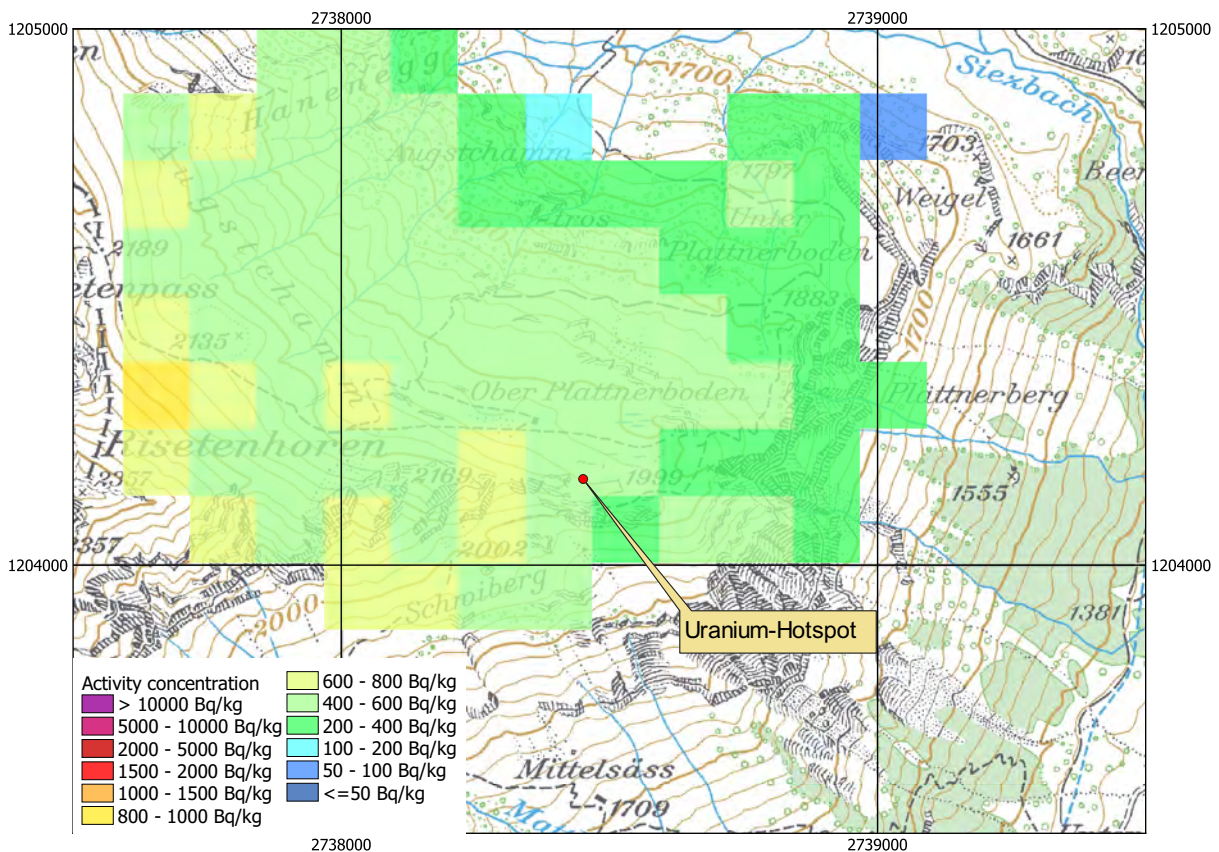 2738000 2739000
1205000 1205000
1700
Siezbach
Hanenegg
1703
Augstchamm
1797
Beer
Weigel
Unter
Plattnerboden
1661
2189
etenpass
1883
1700
2135
Ober Plattnerboden
Plattnerberg
Risetenhoren
2169
1999
1555
2357
2002
1204000 1204000
Schreiberg
200
1381
Uranium-Hotspot
Activity concentration
> 10000 Bq/kg
5000 - 10000 Bq/kg
2000 - 5000 Bq/kg
1500 - 2000 Bq/kg
1000 - 1500 Bq/kg
800 - 1000 Bq/kg
600 - 800 Bq/kg
400 - 600 Bq/kg
200 - 400 Bq/kg
100 - 200 Bq/kg
50 - 100 Bq/kg
<=50 Bq/kg
Mittelsäss
1709
Mat
2738000 2739000